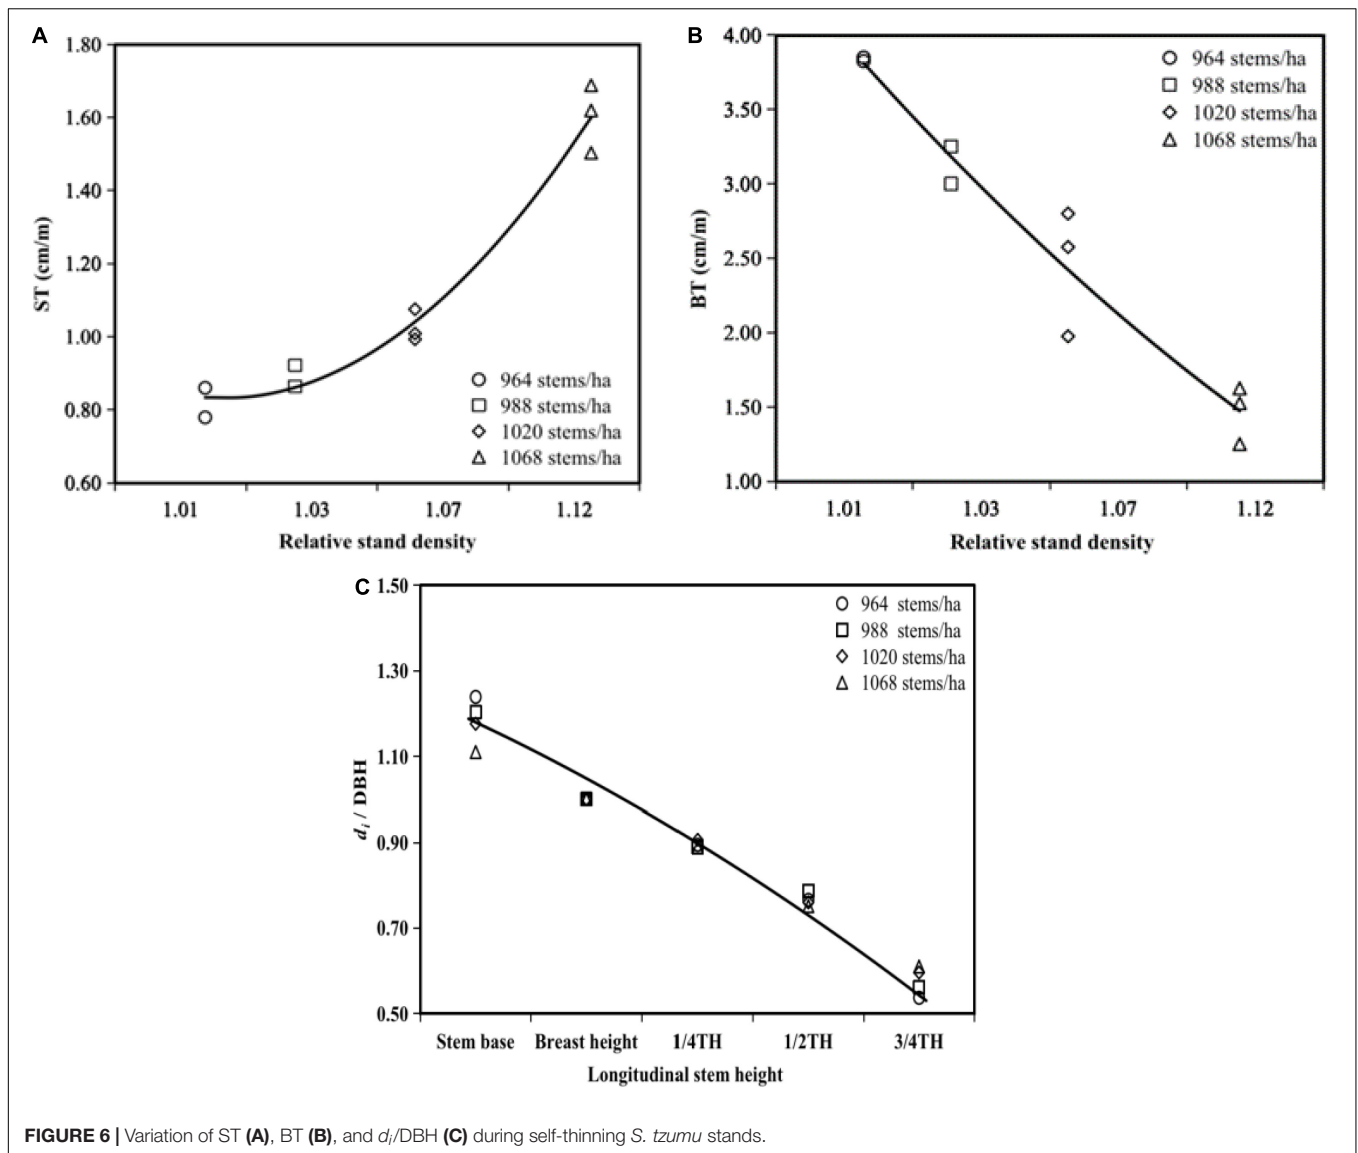 A
ST (cm/m)
1.80
1.60
1.40
1.20
1.00
0.80
0.60
964 stems/ha
988 stems/ha
1020 stems/ha
1068 stems/ha
1.01 1.03 1.07 1.12
Relative stand density
B
BT (cm/m)
4.00
3.50
3.00
2.50
2.00
1.50
1.00
964 stems/ha
988 stems/ha
1020 stems/ha
1068 stems/ha
1.01 1.03 1.07 1.12
Relative stand density
C
di / DBH
1.50
1.30
1.10
0.90
0.70
0.50
964 stems/ha
988 stems/ha
1020 stems/ha
1068 stems/ha
Stem base Breast height 1/4TH 1/2TH 3/4TH
Longitudinal stem height
FIGURE 6 | Variation of ST (A), BT (B), and di/DBH (C) during self-thinning S. tzumu stands.